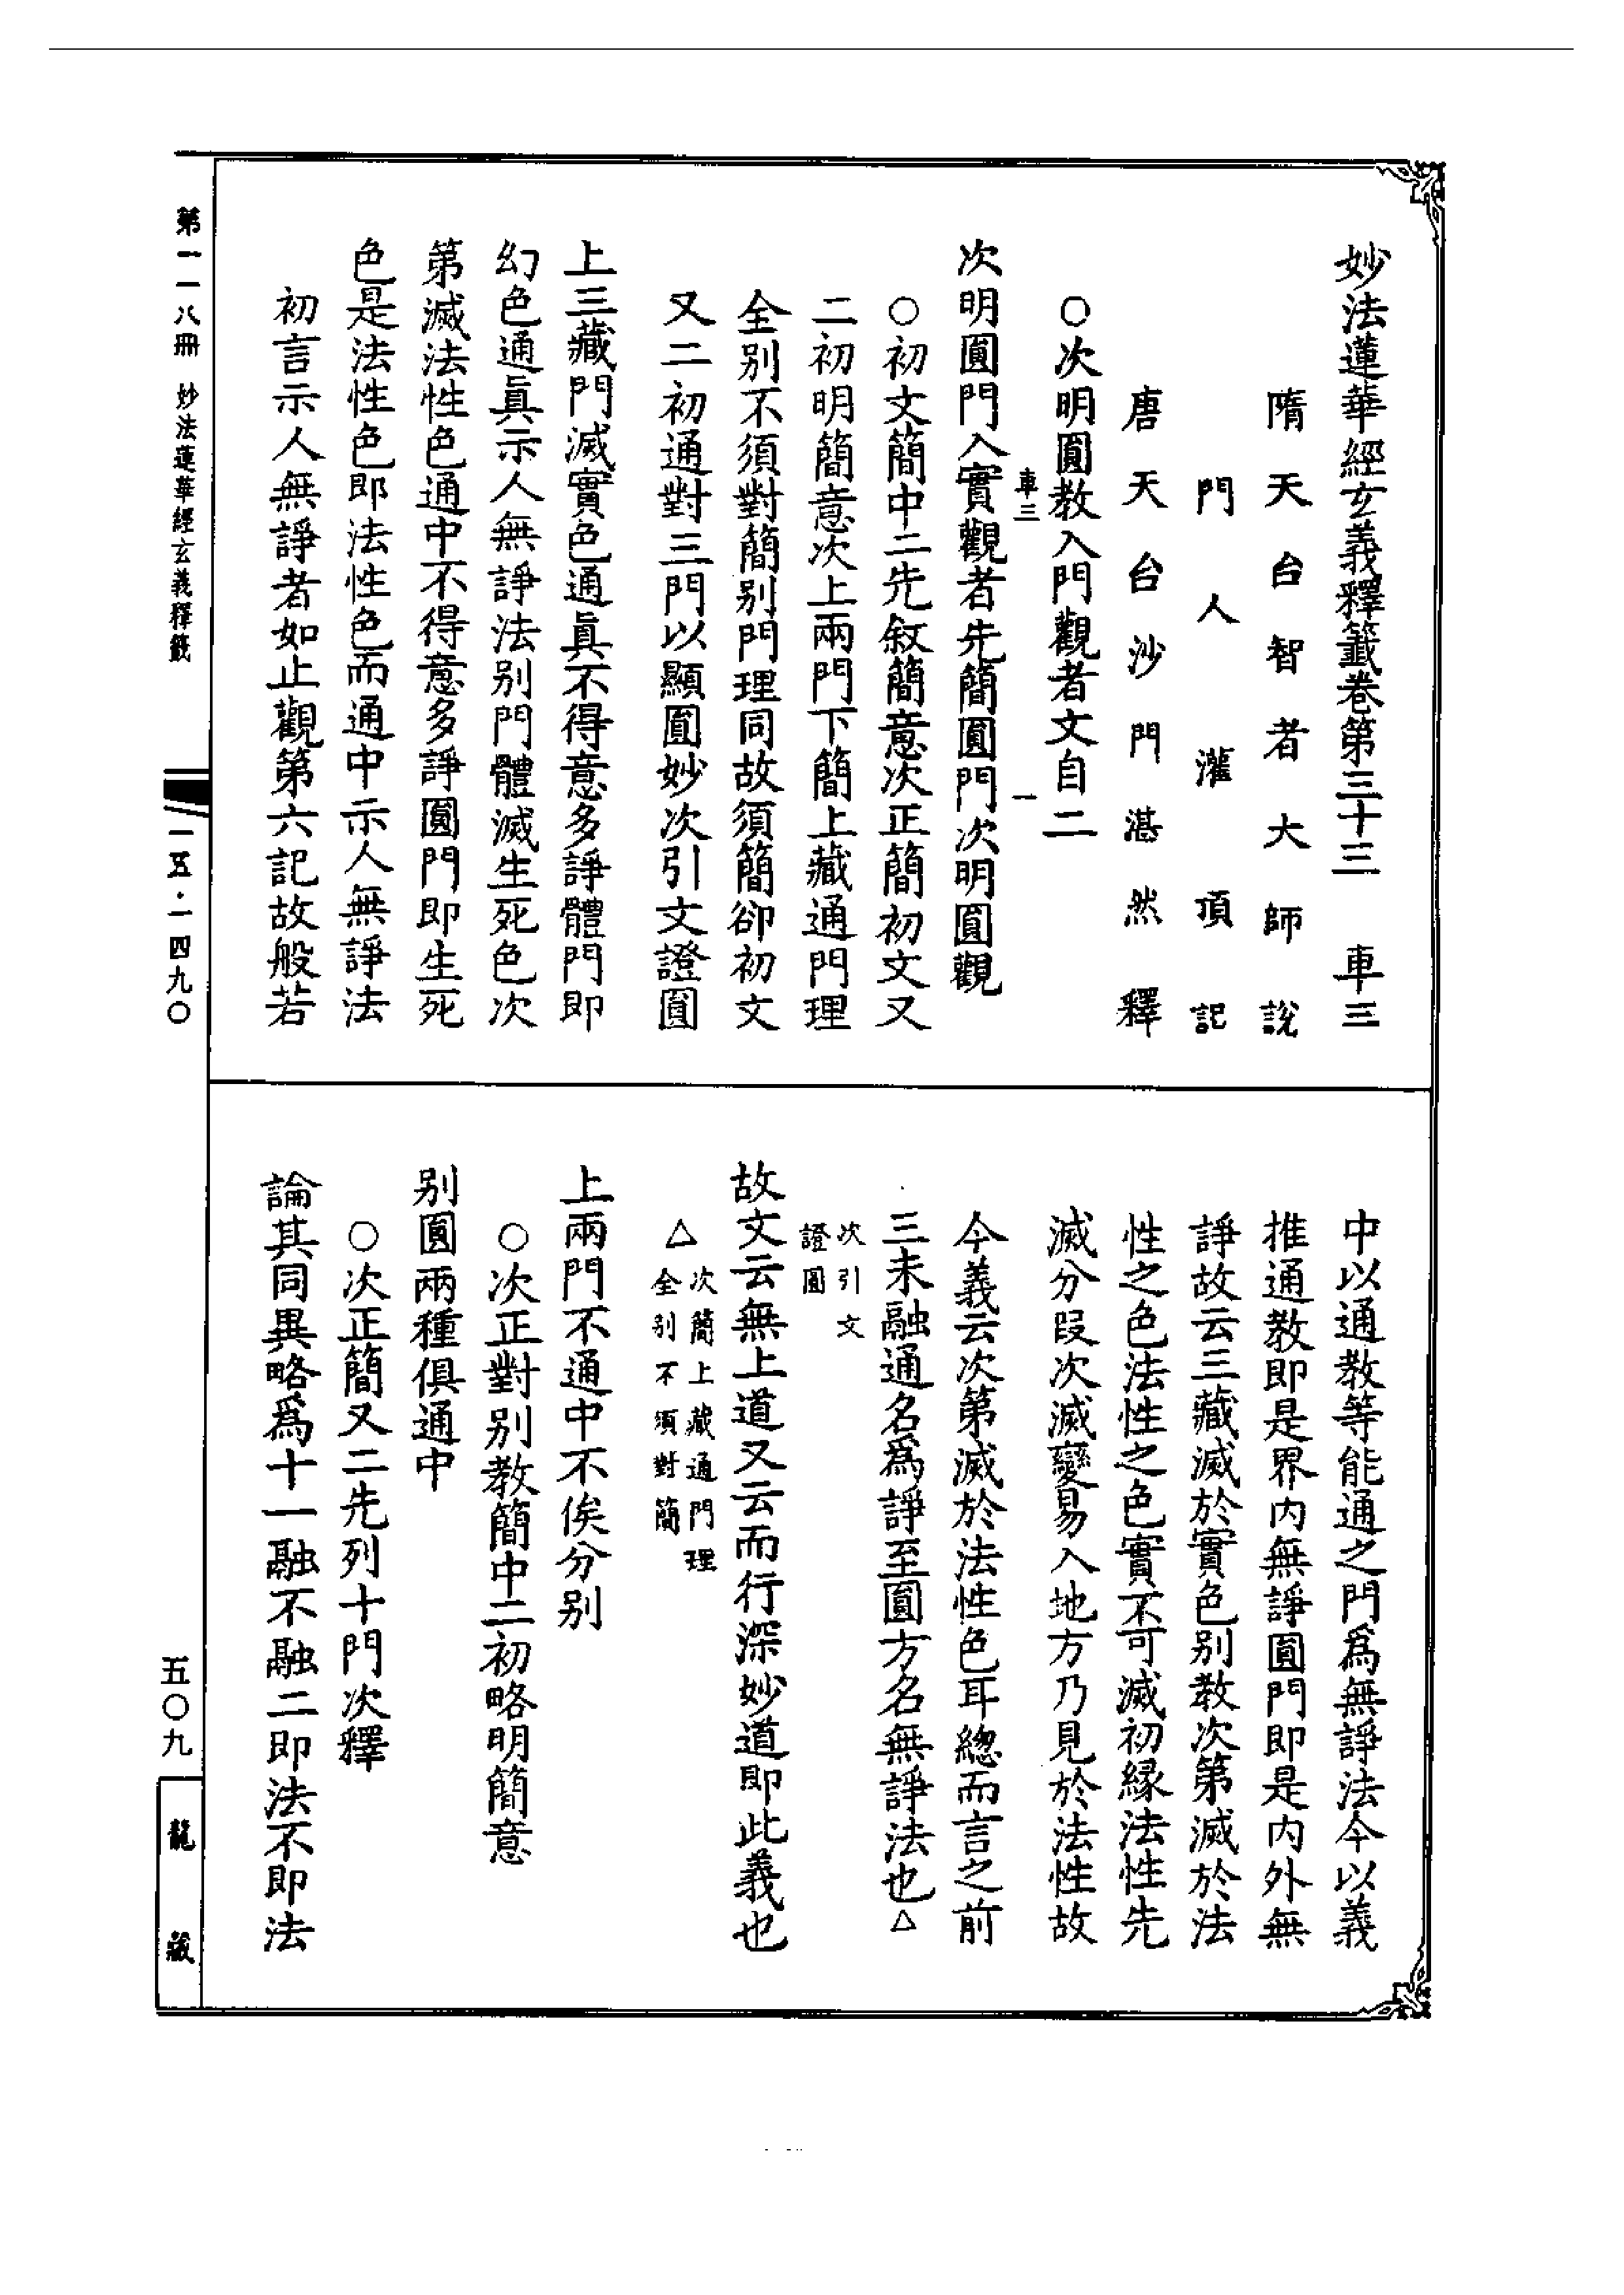 妙法蓮華經玄義釋籤卷第三十三 車三
隋天台智者大師說
門人灌頂記
唐天台沙門湛然釋
○次明圓教入門觀者文自二
車三 一
次明圓門入實觀者先簡圓門次明圓觀
○初文簡中二先敘簡意次正簡初文又
二初明簡意次上兩門下簡上藏通門理
全別不須對簡別門理同故須簡卻初文
又二初通對三門以顯圓妙次引文證圓
上三藏門滅實色通眞不得意多諍體門即
幻色通眞示人無諍法別門體滅生死色次
第滅法性色通中不得意多諍圓門即生死
色是法性色即法性色而通中示人無諍法
初言示人無諍者如止觀第六記故般若
中以通教等能通之門爲無諍法今以義
推通教即是界內無諍圓門即是內外無
諍故云三藏滅於實色別教次第滅於法
性之色法性之色實不可滅初緣法性先
滅分段次滅變易入地方乃見於法性故
今義云次第滅於法性色耳總而言之前
三未融通名爲諍至圓方名無諍法也△
次引文
證圓
故文云無上道又云而行深妙道即此義也
△次簡上藏通門理
全別不須對簡
上兩門不通中不俟分別
○次正對別教簡中二初略明簡意
別圓兩種俱通中
○次正簡又二先列十門次釋
論其同異略爲十一融不融二即法不即法
第一一八冊 妙法蓮華經玄義釋籤
一五·一四九〇
五〇九
龍藏